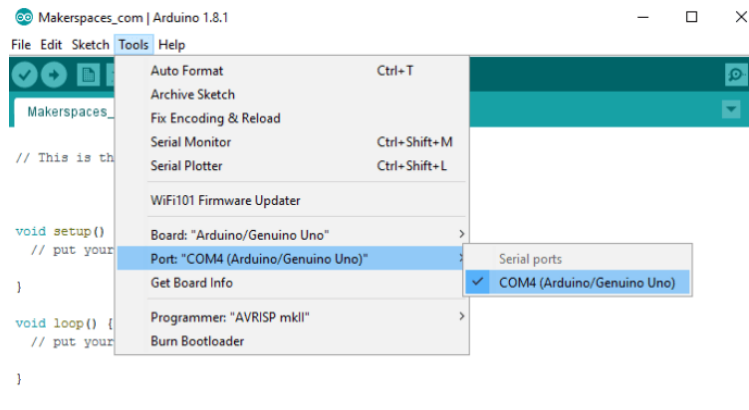 Makerspaces_com | Arduino 1.8.1
File Edit Sketch Tools Help
Makerspaces_
Auto Format Ctrl+T
Archive Sketch
Fix Encoding & Reload
Serial Monitor Ctrl+Shift+M
Serial Plotter Ctrl+Shift+L
WiFi101 Firmware Updater
Board: "Arduino/Genuino Uno"
Port: "COM4 (Arduino/Genuino Uno)"
Get Board Info
Programmer: "AVRISP mkII"
Burn Bootloader
Serial ports
COM4 (Arduino/Genuino Uno)
// This is th
void setup()
// put your
}
void loop() {
// put your
}